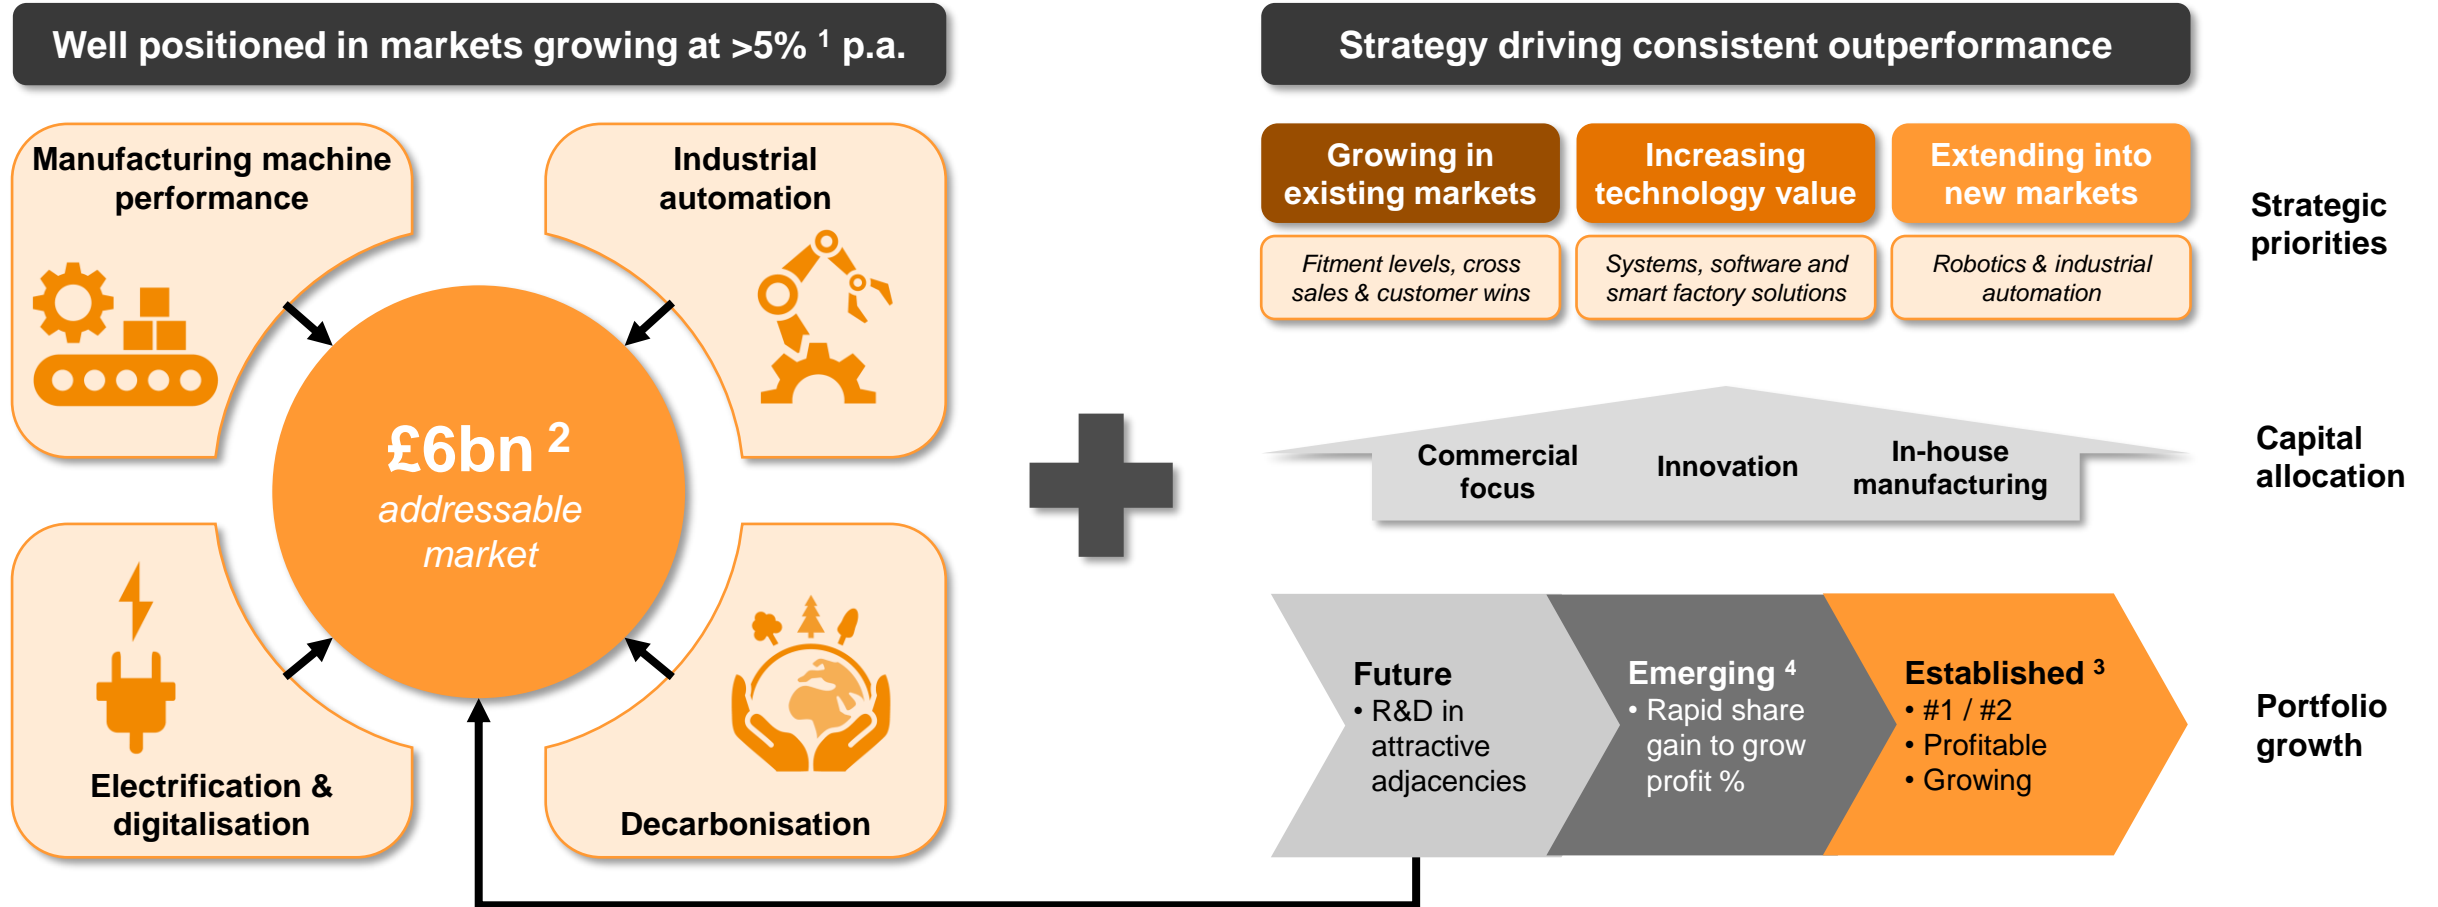 Well positioned in markets growing at >5% 1 p.a.
Manufacturing machine
performance
Industrial
automation
£6bn 2
addressable
market
Electrification &
digitalisation
Decarbonisation
Strategy driving consistent outperformance
Growing in
existing markets
Increasing
technology value
Extending into
new markets
Fitment levels, cross
sales & customer wins
Systems, software and
smart factory solutions
Robotics & industrial
automation
Strategic
priorities
Commercial
focus
Innovation
In-house
manufacturing
Capital
allocation
Future
• R&D in
attractive
adjacencies
Emerging 4
• Rapid share
gain to grow
profit %
Established 3
• #1 / #2
• Profitable
• Growing
Portfolio
growth